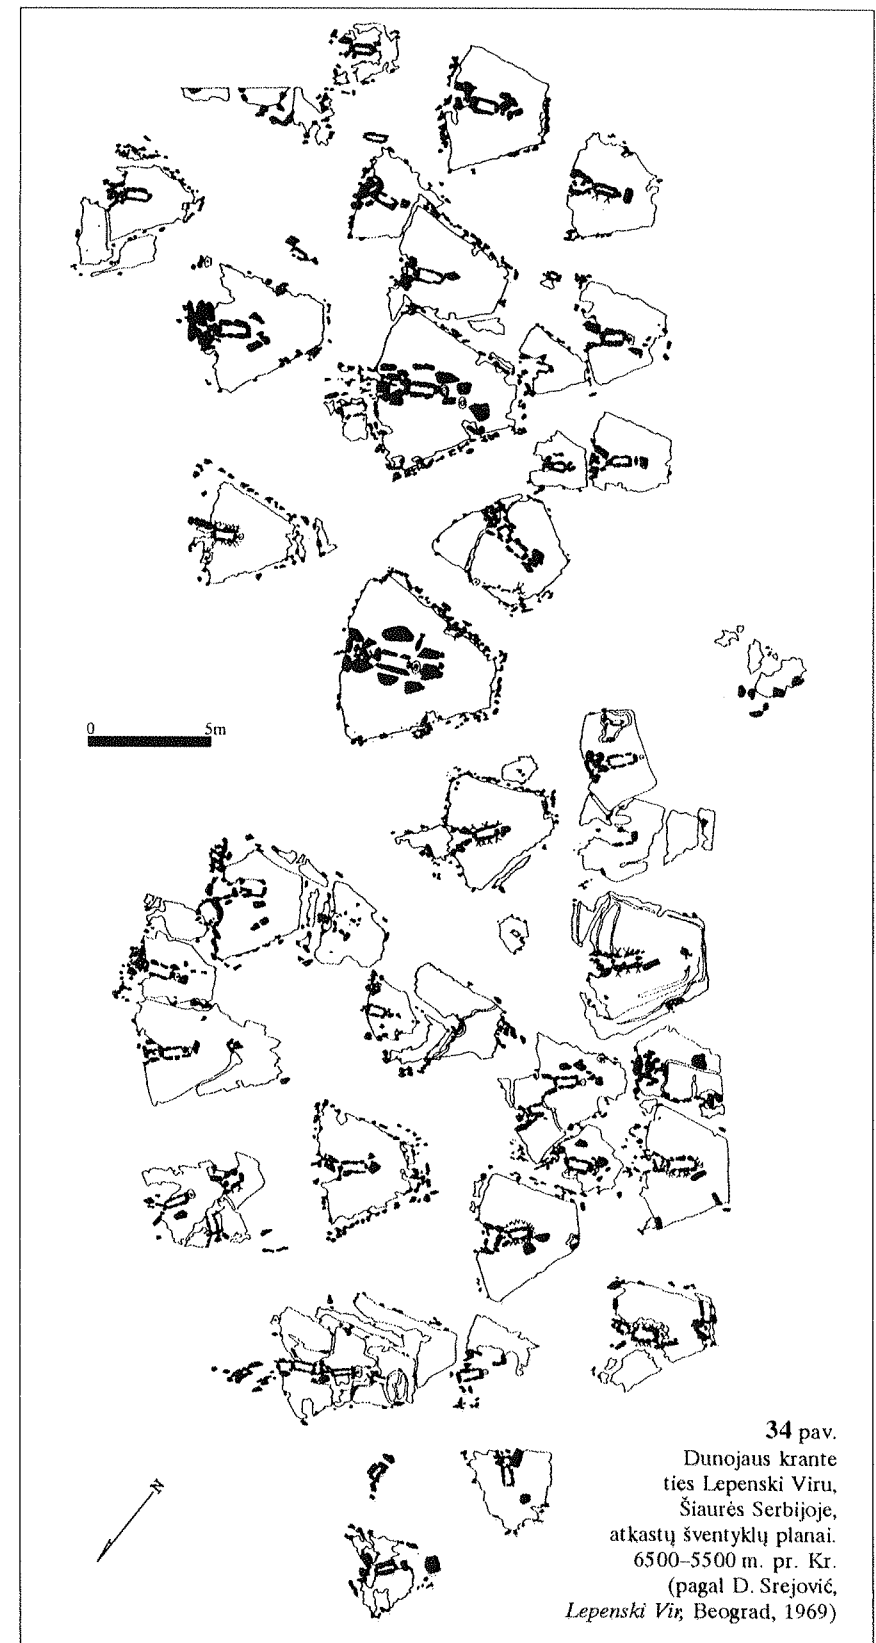 0 5m
N
34 pav.
Dunojaus krante
ties Lepenski Viru,
Šiaurės Serbijoje,
atkastų šventyklų planai.
6500–5500 m. pr. Kr.
(pagal D. Srejović,
Lepenski Vir, Beograd, 1969)